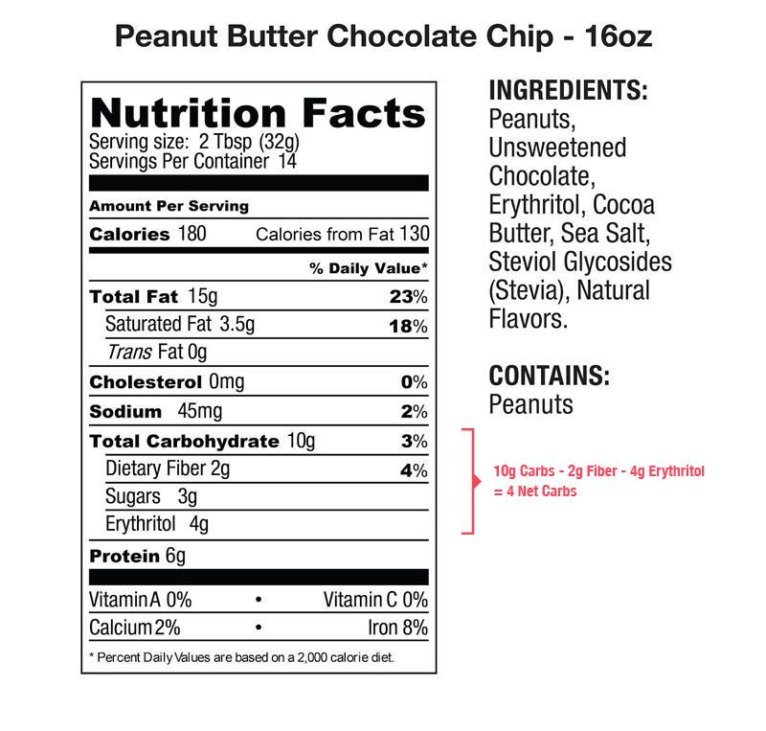 Peanut Butter Chocolate Chip - 16oz
Nutrition Facts
Serving size: 2 Tbsp (32g)
Servings Per Container 14
Amount Per Serving
Calories 180 Calories from Fat 130
% Daily Value*
Total Fat 15g 23%
Saturated Fat 3.5g 18%
Trans Fat 0g
Cholesterol 0mg 0%
Sodium 45mg 2%
Total Carbohydrate 10g 3%
Dietary Fiber 2g 4%
Sugars 3g
Erythritol 4g
Protein 6g
Vitamin A 0% • Vitamin C 0%
Calcium 2% • Iron 8%
* Percent Daily Values are based on a 2,000 calorie diet.
INGREDIENTS:
Peanuts,
Unsweetened
Chocolate,
Erythritol, Cocoa
Butter, Sea Salt,
Steviol Glycosides
(Stevia), Natural
Flavors.
CONTAINS:
Peanuts
10g Carbs - 2g Fiber - 4g Erythritol
= 4 Net Carbs